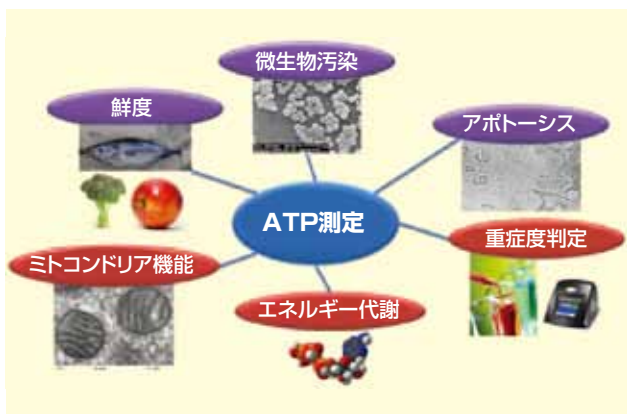 微生物汚染
鮮度
アポトーシス
ATP測定
重症度判定
ミトコンドリア機能
エネルギー代謝